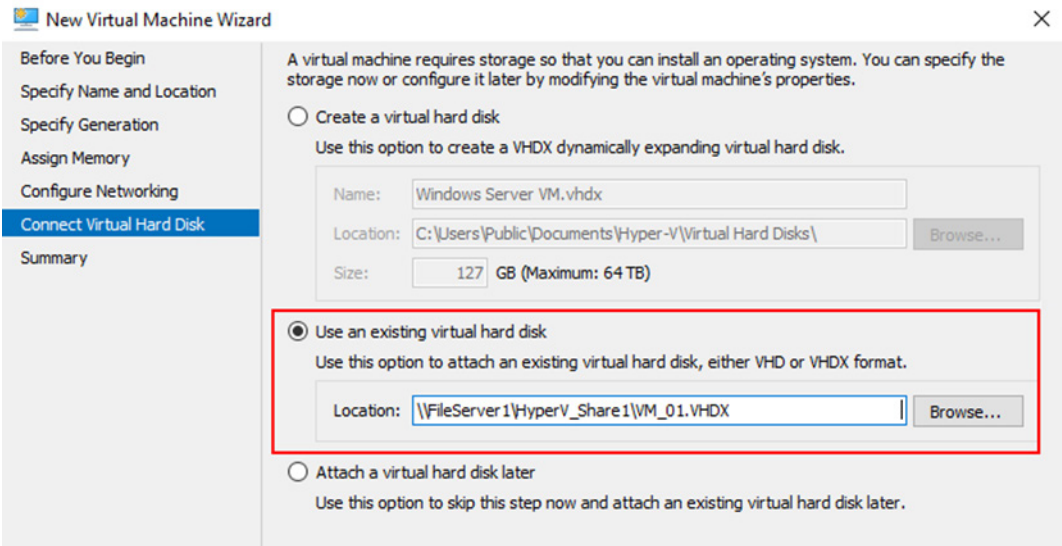 New Virtual Machine Wizard
Before You Begin
Specify Name and Location
Specify Generation
Assign Memory
Configure Networking
Connect Virtual Hard Disk
Summary
A virtual machine requires storage so that you can install an operating system. You can specify the
storage now or configure it later by modifying the virtual machine's properties.
Create a virtual hard disk
Use this option to create a VHDX dynamically expanding virtual hard disk.
Name: Windows Server VM.vhdx
Location: C:\Users\Public\Documents\Hyper-V\Virtual Hard Disks\ Browse...
Size: 127 GB (Maximum: 64 TB)
Use an existing virtual hard disk
Use this option to attach an existing virtual hard disk, either VHD or VHDX format.
Location: \\FileServer1\HyperV_Share1\VM_01.VHDX Browse...
Attach a virtual hard disk later
Use this option to skip this step now and attach an existing virtual hard disk later.